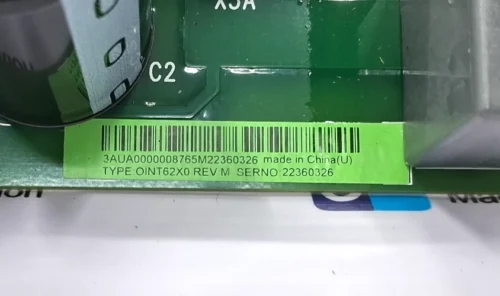 X5A
C2
3AUA0000008765M22360326 made in China(U)
TYPE:OINT62X0 REV M SERNO:22360326